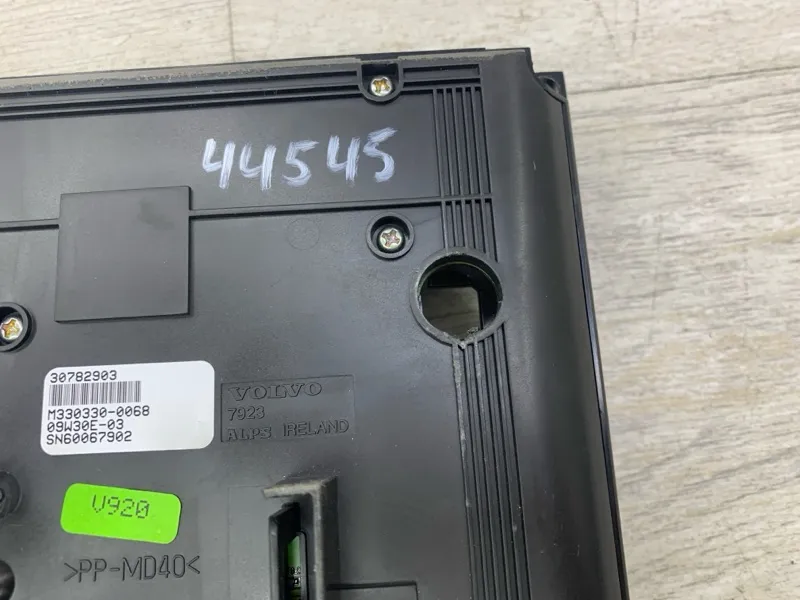 44545
30782903
M330330-0068
09W30E-03
SN60067902
VOLVO
7923
ALPS IRELAND
V920
>PP-MD40<